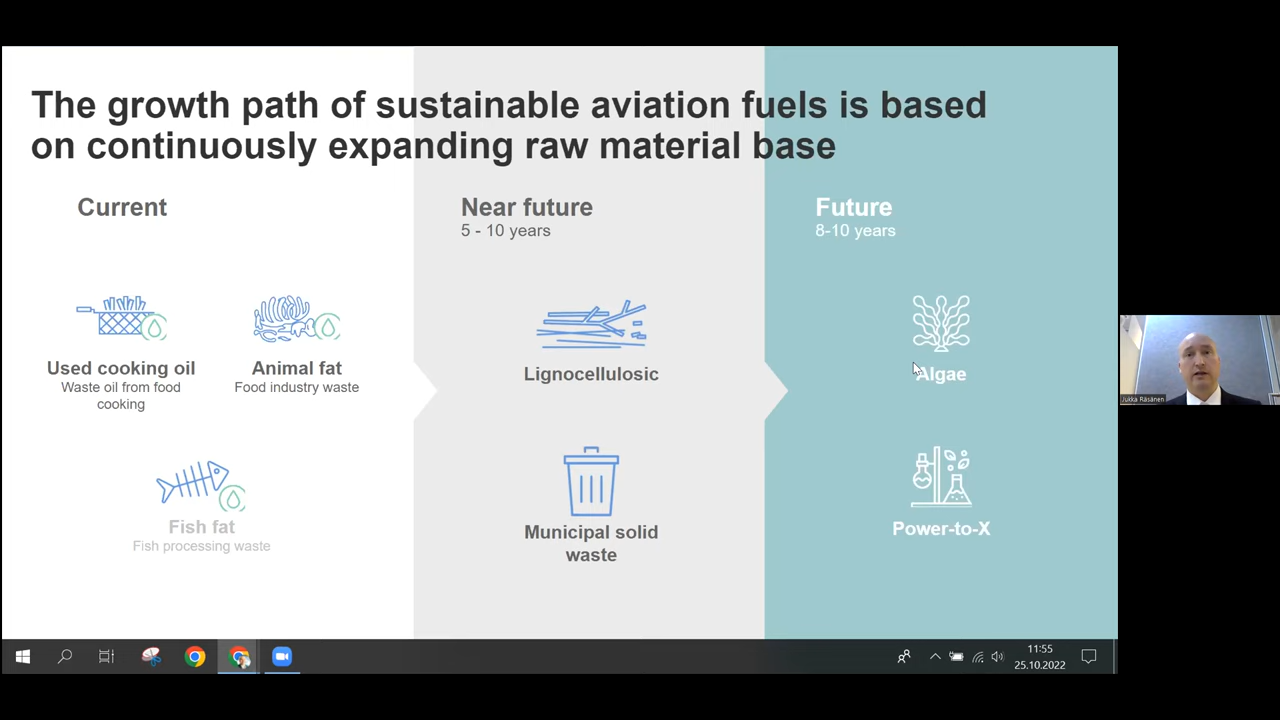 The growth path of sustainable aviation fuels is based
on continuously expanding raw material base
Current
Near future
5 - 10 years
Future
8-10 years
Used cooking oil
Waste oil from food
cooking
Animal fat
Food industry waste
Fish fat
Fish processing waste
Lignocellulosic
Municipal solid
waste
Algae
Power-to-X
Jukka Räsänen
11:55
25.10.2022